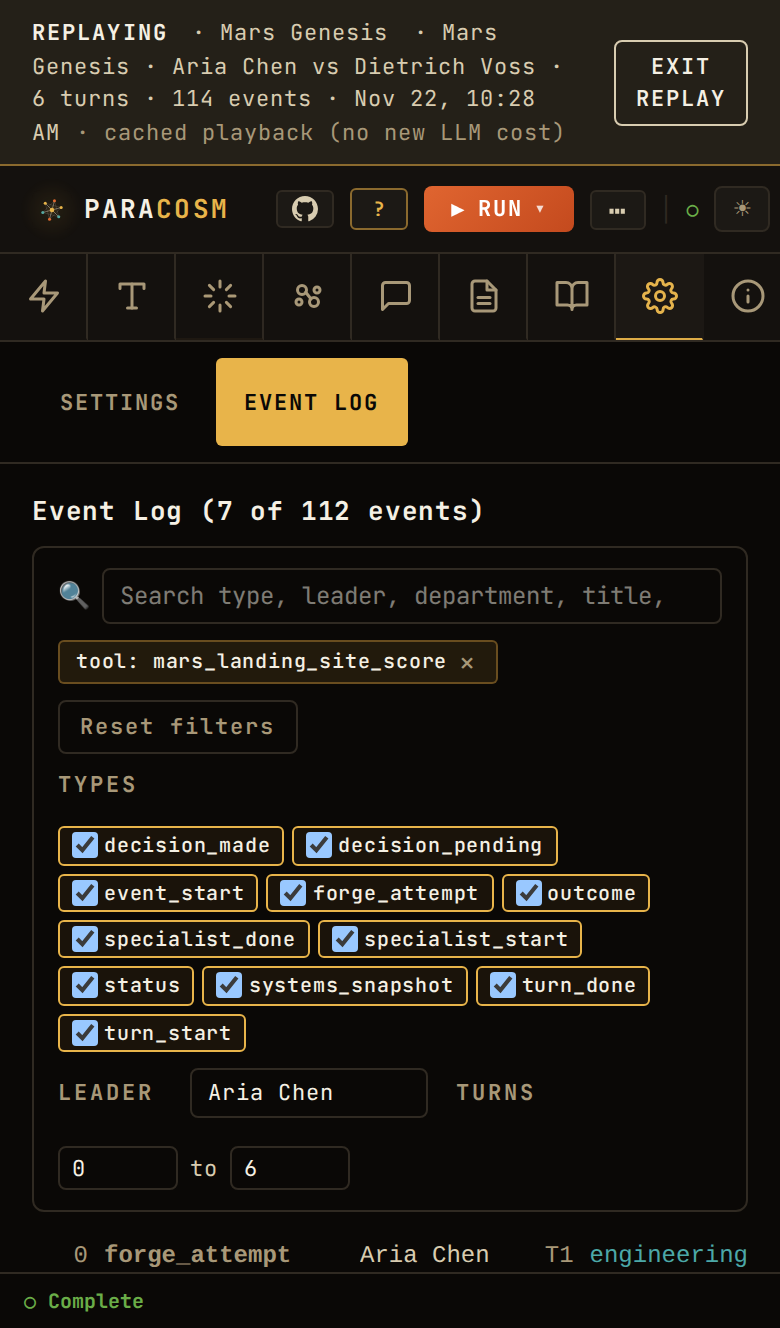 REPLAYING · Mars Genesis · Mars
Genesis · Aria Chen vs Dietrich Voss ·
6 turns · 114 events · Nov 22, 10:28
AM · cached playback (no new LLM cost)
EXIT
REPLAY
PARACOSM
?
▶ RUN ▾
…
SETTINGS
EVENT LOG
Event Log (7 of 112 events)
Search type, leader, department, title,
tool: mars_landing_site_score ×
Reset filters
TYPES
decision_made decision_pending
event_start forge_attempt outcome
specialist_done specialist_start
status systems_snapshot turn_done
turn_start
LEADER Aria Chen TURNS
0 to 6
0 forge_attempt Aria Chen T1 engineering
○ Complete